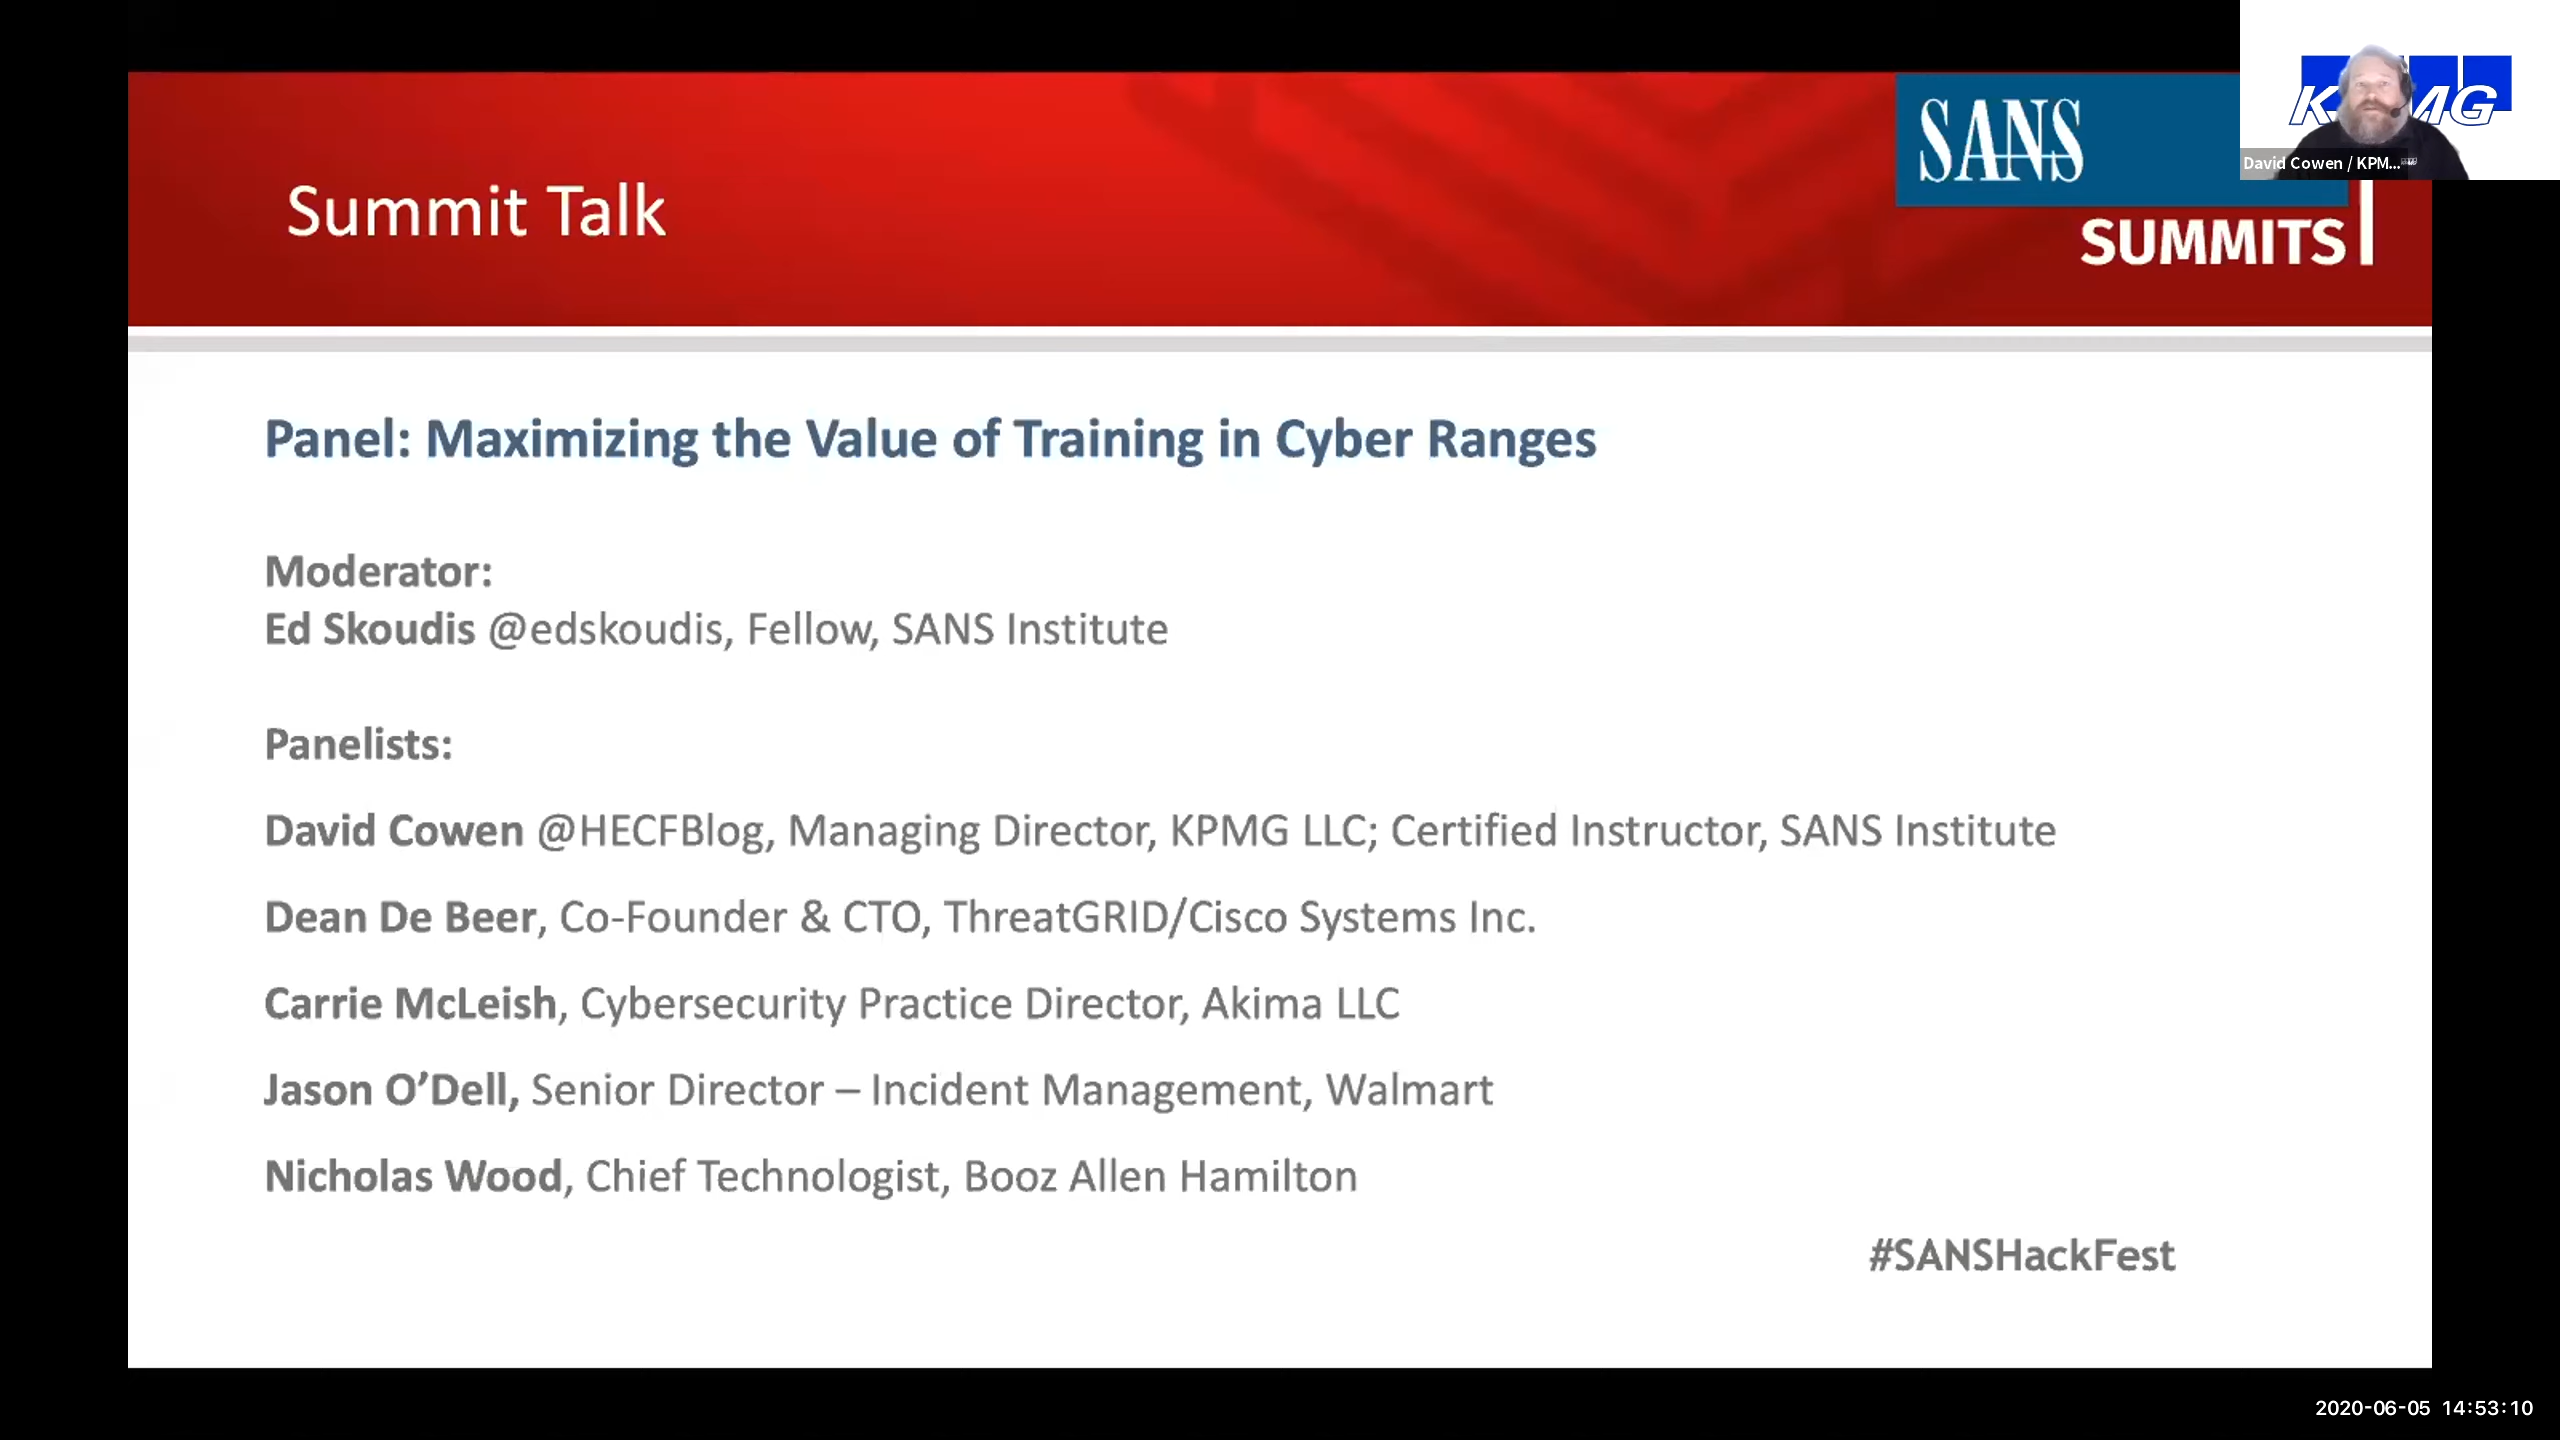 KPMG
David Cowen / KPM...
SANS
SUMMITS
Summit Talk
Panel: Maximizing the Value of Training in Cyber Ranges
Moderator:
Ed Skoudis @edskoudis, Fellow, SANS Institute
Panelists:
David Cowen @HECFBlog, Managing Director, KPMG LLC; Certified Instructor, SANS Institute
Dean De Beer, Co-Founder & CTO, ThreatGRID/Cisco Systems Inc.
Carrie McLeish, Cybersecurity Practice Director, Akima LLC
Jason O’Dell, Senior Director – Incident Management, Walmart
Nicholas Wood, Chief Technologist, Booz Allen Hamilton
#SANSHackFest
2020-06-05 14:53:10